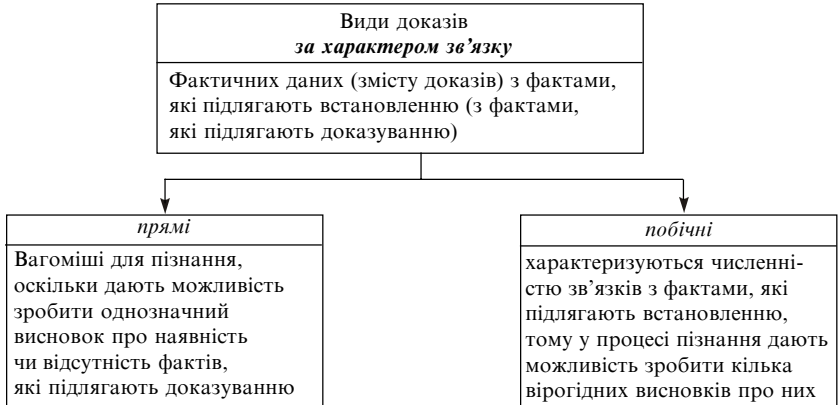 Види доказів
за характером зв’язку
Фактичних даних (змісту доказів) з фактами,
які підлягають встановленню (з фактами,
які підлягають доказуванню)
прямі
Вагоміші для пізнання,
оскільки дають можливість
зробити однозначний
висновок про наявність
чи відсутність фактів,
які підлягають доказуванню
побічні
характеризуються численні-
стю зв’язків з фактами, які
підлягають встановленню,
тому у процесі пізнання дають
можливість зробити кілька
вірогідних висновків про них